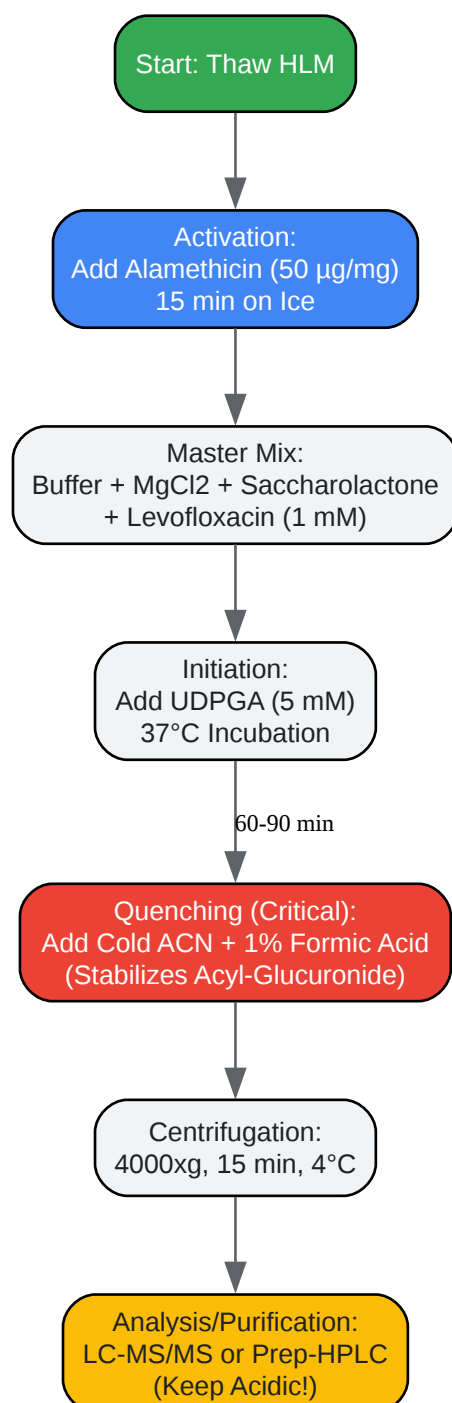 Start: Thaw HLM
Activation:
Add Alamethicin (50 µg/mg)
15 min on Ice
Master Mix:
Buffer + MgCl2 + Saccharolactone
+ Levofloxacin (1 mM)
Initiation:
Add UDPGA (5 mM)
37°C Incubation
60-90 min
Quenching (Critical):
Add Cold ACN + 1% Formic Acid
(Stabilizes Acyl-Glucuronide)
Centrifugation:
4000xg, 15 min, 4°C
Analysis/Purification:
LC-MS/MS or Prep-HPLC
(Keep Acidic!)